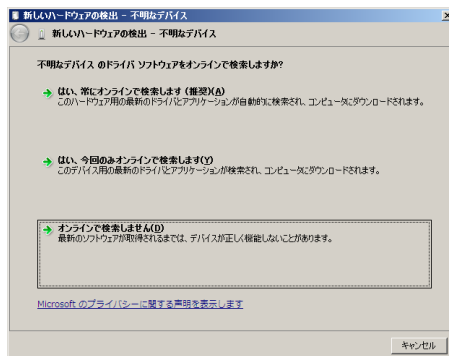 新しいハードウェアの検出 - 不明なデバイス
新しいハードウェアの検出 - 不明なデバイス
不明なデバイス のドライバ ソフトウェアをオンラインで検索しますか?
はい、常にオンラインで検索します (推奨)(A)
このハードウェア用の最新のドライバとアプリケーションが自動的に検索され、コンピュータにダウンロードされます。
はい、今回のみオンラインで検索します(Y)
このデバイス用の最新のドライバとアプリケーションが検索され、コンピュータにダウンロードされます。
オンラインで検索しません(D)
最新のソフトウェアが取得されるまでは、デバイスが正しく機能しないことがあります。
Microsoft のプライバシーに関する声明を表示します
キャンセル